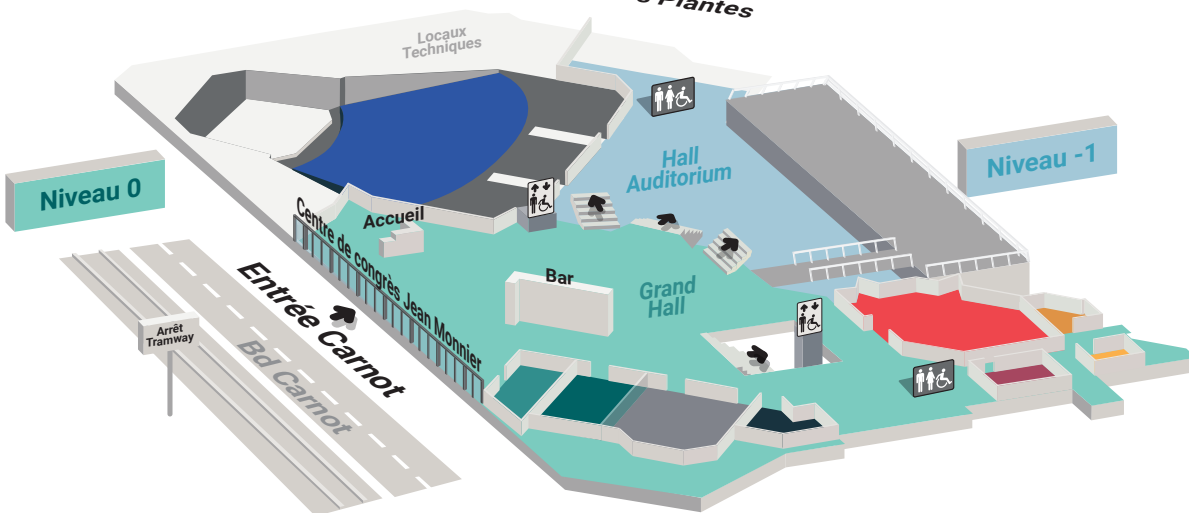 Plantes
Locaux
Techniques
Hall
Auditorium
Niveau -1
Niveau 0
Accueil
Centre de congrès Jean Monnier
Bar
Grand
Hall
Entrée Carnot
Arrêt
Tramway
Bd Carnot